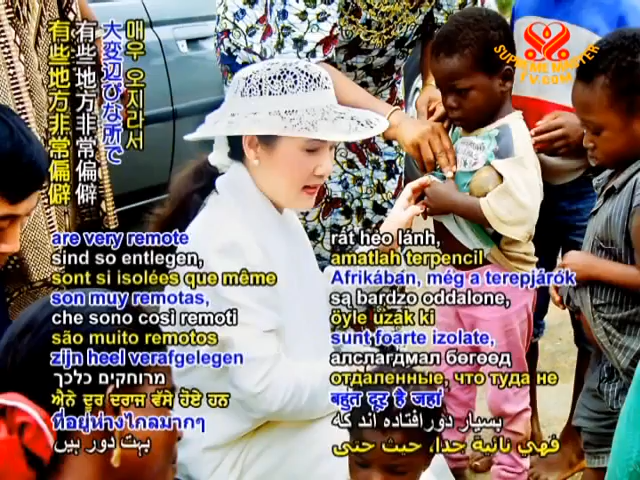 SUPREME MASTER
TV.COM
매우 오지라서
大変辺ぴな所で
有些地方非常偏僻
有些地方非常偏僻
are very remote
sind so entlegen,
sont si isolées que même
son muy remotas,
che sono così remoti
são muito remotos
zijn heel verafgelegen
מרוחקים כלכך
ਐਨੇ ਦੂਰ ਦਰਾਜ਼ ਵੱਸੇ ਹੋਏ ਹਨ
ที่อยู่ห่างไกลมากๆ
بہت دور ہیں
rất hẻo lánh,
amatlah terpencil
Afrikában, még a terepjárók
są bardzo oddalone,
öyle uzak ki
sunt foarte izolate,
алслагдмал бөгөөд
отдаленные, что туда не
बहुत दूर है जहां
بسیار دورافتاده اند که
فهي نائية جدا، حيث حتى